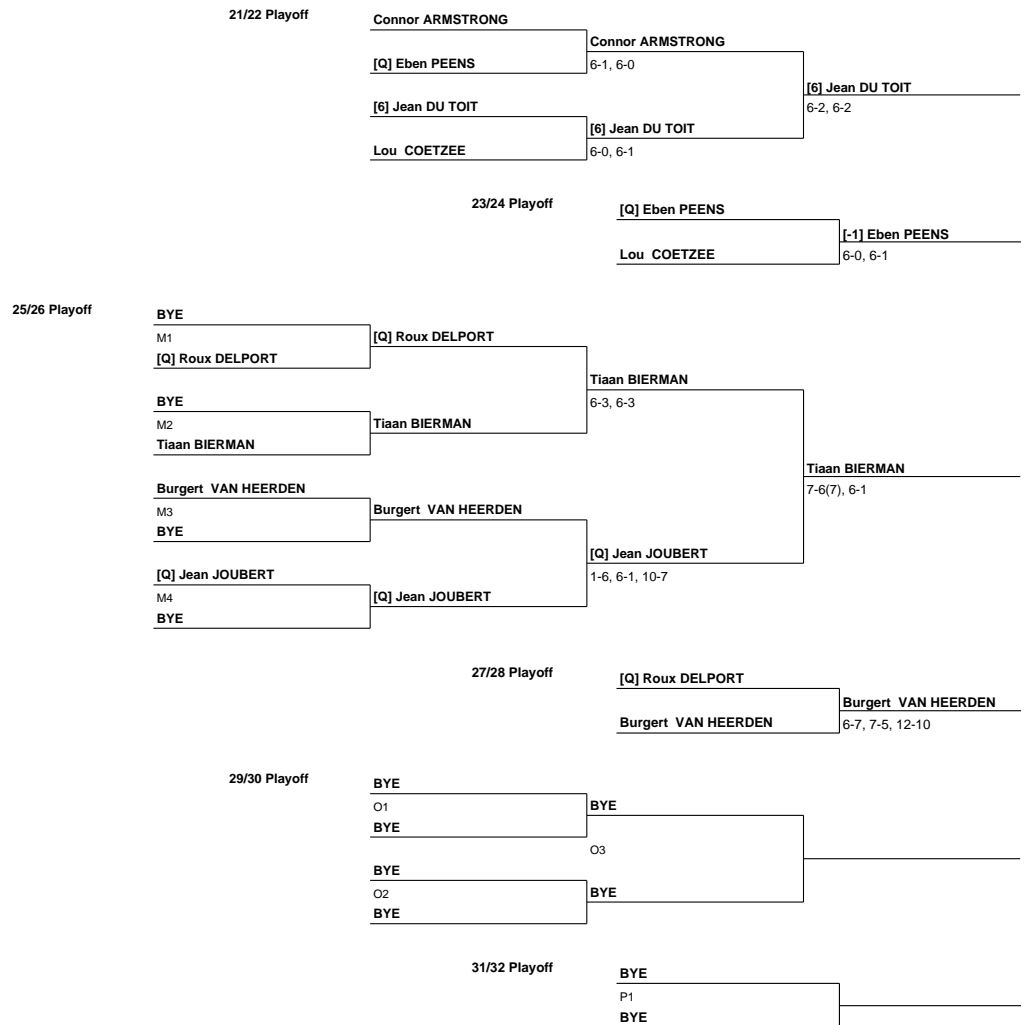 21/22 Playoff
Connor ARMSTRONG
Connor ARMSTRONG
[Q] Eben PEENS
6-1, 6-0
[6] Jean DU TOIT
6-2, 6-2
[6] Jean DU TOIT
[6] Jean DU TOIT
Lou COETZEE
6-0, 6-1
23/24 Playoff
[Q] Eben PEENS
[-1] Eben PEENS
Lou COETZEE
6-0, 6-1
25/26 Playoff
BYE
M1
[Q] Roux DELPORT
[Q] Roux DELPORT
Tiaan BIERMAN
6-3, 6-3
BYE
M2
Tiaan BIERMAN
Tiaan BIERMAN
Tiaan BIERMAN
7-6(7), 6-1
Burgert VAN HEERDEN
M3
Burgert VAN HEERDEN
BYE
[Q] Jean JOUBERT
1-6, 6-1, 10-7
[Q] Jean JOUBERT
M4
[Q] Jean JOUBERT
BYE
27/28 Playoff
[Q] Roux DELPORT
Burgert VAN HEERDEN
Burgert VAN HEERDEN
6-7, 7-5, 12-10
29/30 Playoff
BYE
O1
BYE
BYE
O3
BYE
O2
BYE
BYE
31/32 Playoff
BYE
P1
BYE